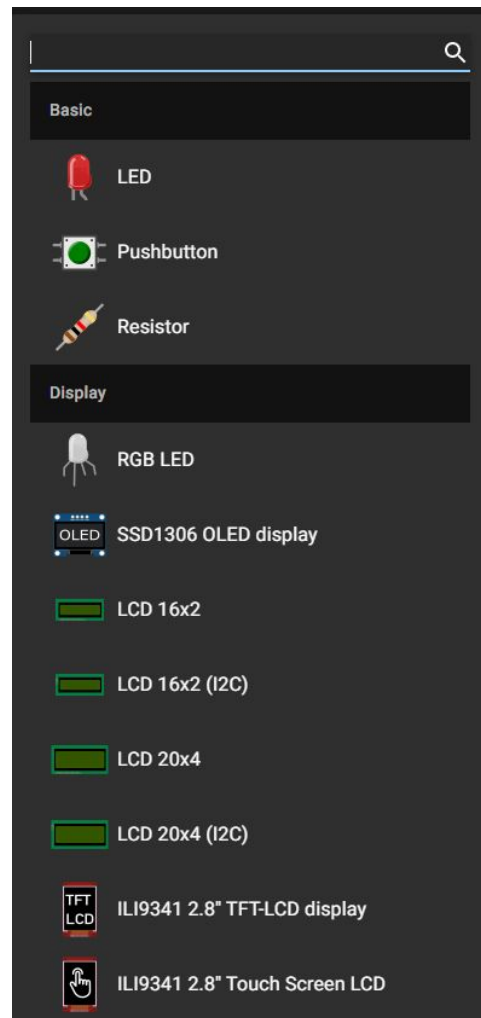 Basic
LED
Pushbutton
Resistor
Display
RGB LED
OLED
SSD1306 OLED display
LCD 16x2
LCD 16x2 (I2C)
LCD 20x4
LCD 20x4 (I2C)
TFT
LCD
ILI9341 2.8" TFT-LCD display
ILI9341 2.8" Touch Screen LCD